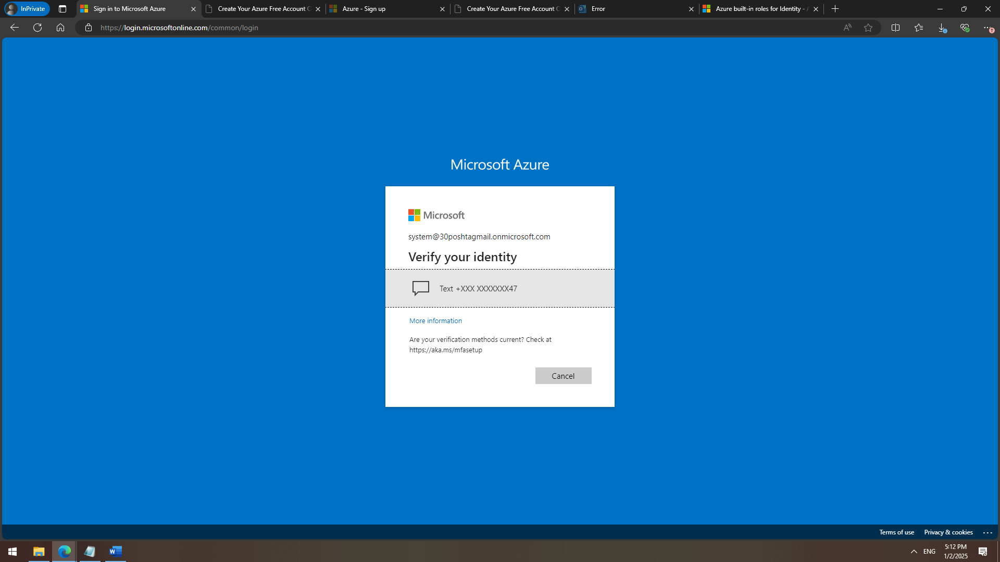 InPrivate
Sign in to Microsoft Azure
Create Your Azure Free Account
Azure - Sign up
Create Your Azure Free Account
Error
Azure built-in roles for Identity -
https://login.microsoftonline.com/common/login
Microsoft Azure
Microsoft
system@30poshtagmail.onmicrosoft.com
Verify your identity
Text +XXX XXXXXXX47
More information
Are your verification methods current? Check at
https://aka.ms/mfasetup
Cancel
Terms of use
Privacy & cookies
ENG
5:12 PM
1/2/2025